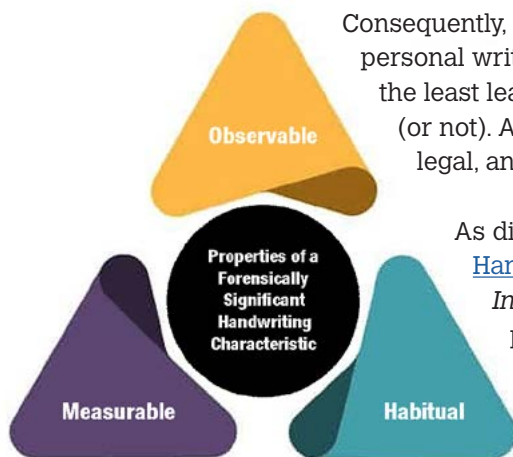 Consequently,
personal writ
the least lea
(or not). A
legal, an
Observable
As di
Har
In
Properties of a
Forensically
Significant
Handwriting
Characteristic
Measurable
Habitual